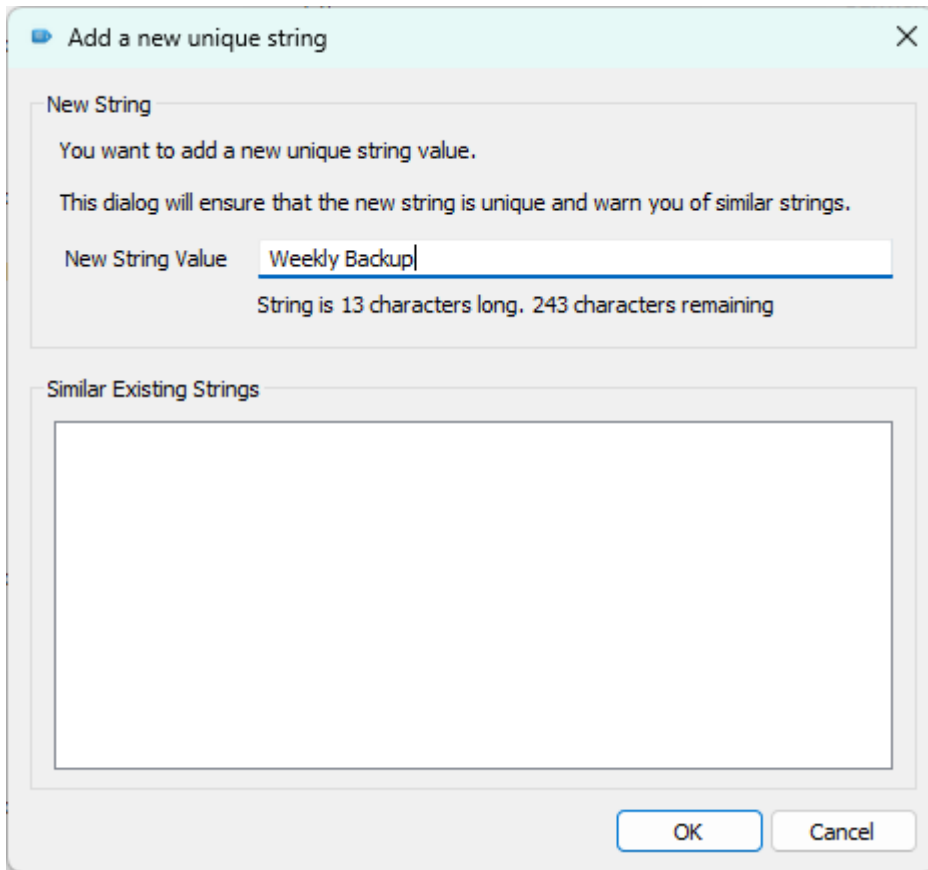 Add a new unique string
New String
You want to add a new unique string value.
This dialog will ensure that the new string is unique and warn you of similar strings.
New String Value Weekly Backup
String is 13 characters long. 243 characters remaining
Similar Existing Strings
OK Cancel